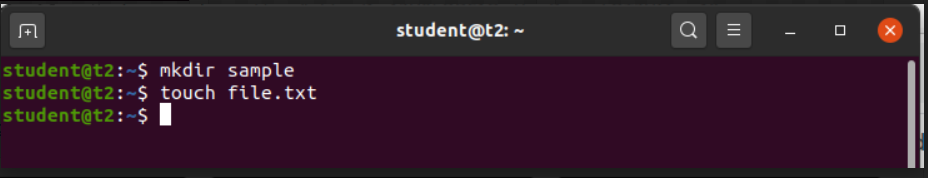 student@t2: ~
student@t2:~$ mkdir sample
student@t2:~$ touch file.txt
student@t2:~$